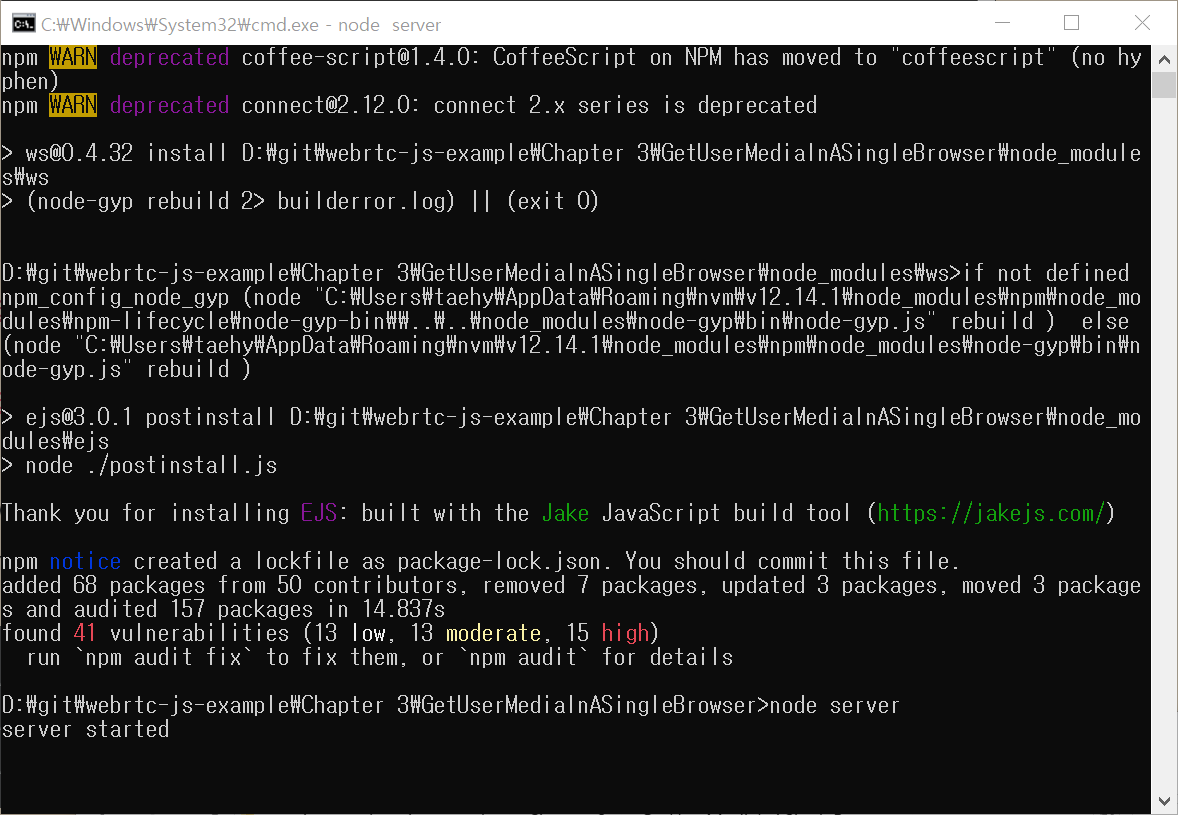 C:₩Windows₩System32₩cmd.exe - node  server
npm WARN deprecated coffee-script@1.4.0: CoffeeScript on NPM has moved to "coffeescript" (no hy
phen)
npm WARN deprecated connect@2.12.0: connect 2.x series is deprecated
> ws@0.4.32 install D:₩git₩webrtc-js-example₩Chapter 3₩GetUserMediaInASingleBrowser₩node_module
s₩ws
> (node-gyp rebuild 2> builderror.log) || (exit 0)
D:₩git₩webrtc-js-example₩Chapter 3₩GetUserMediaInASingleBrowser₩node_modules₩ws>if not defined
npm_config_node_gyp (node "C:₩Users₩taehy₩AppData₩Roaming₩nvm₩v12.14.1₩node_modules₩npm₩node_mo
dules₩npm-lifecycle₩node-gyp-bin₩₩..₩..₩node_modules₩node-gyp₩bin₩node-gyp.js" rebuild )  else
(node "C:₩Users₩taehy₩AppData₩Roaming₩nvm₩v12.14.1₩node_modules₩npm₩node_modules₩node-gyp₩bin₩n
ode-gyp.js" rebuild )
> ejs@3.0.1 postinstall D:₩git₩webrtc-js-example₩Chapter 3₩GetUserMediaInASingleBrowser₩node_mo
dules₩ejs
> node ./postinstall.js
Thank you for installing EJS: built with the Jake JavaScript build tool (https://jakejs.com/)
npm notice created a lockfile as package-lock.json. You should commit this file.
added 68 packages from 50 contributors, removed 7 packages, updated 3 packages, moved 3 package
s and audited 157 packages in 14.837s
found 41 vulnerabilities (13 low, 13 moderate, 15 high)
  run `npm audit fix` to fix them, or `npm audit` for details
D:₩git₩webrtc-js-example₩Chapter 3₩GetUserMediaInASingleBrowser>node server
server started